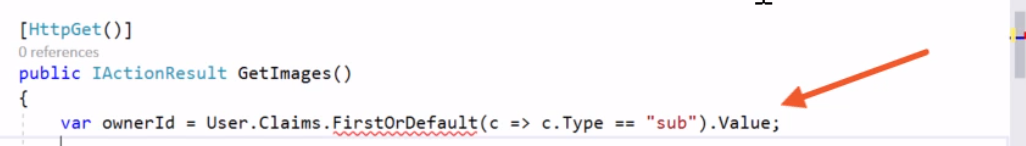 [HttpGet()]
0 references
public IActionResult GetImages()
{
var ownerId = User.Claims.FirstOrDefault(c => c.Type == "sub").Value;